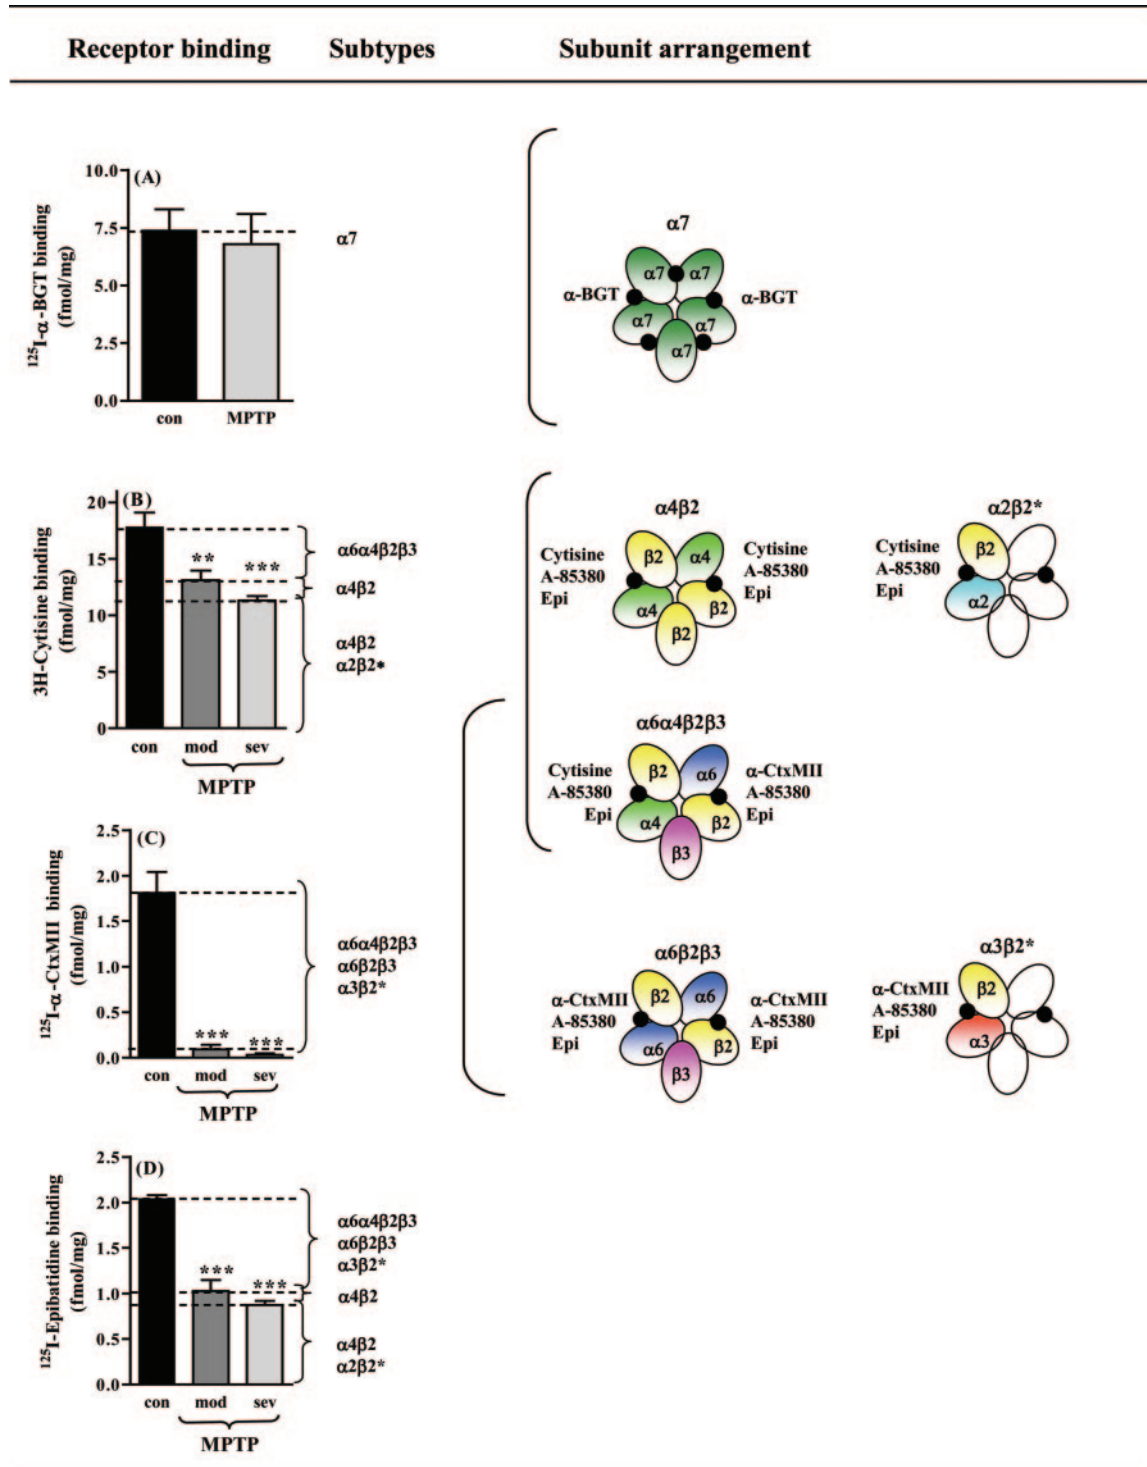 Receptor binding Subtypes Subunit arrangement
(A)
¹²⁵I-α-BGT binding
(fmol/mg)
10.0
7.5
5.0
2.5
0.0
con MPTP
α7
α7
α7 α7
α-BGT α-BGT
α7 α7
α7
(B)
3H-Cytisine binding
(fmol/mg)
20
15
10
5
0
** ***
con mod sev
MPTP
α6α4β2β3
α4β2
α4β2
α2β2*
α4β2
Cytisine
A-85380
Epi
β2 α4
α4 β2
β2
Cytisine
A-85380
Epi
α2β2*
Cytisine
A-85380
Epi
β2
α2
α6α4β2β3
Cytisine
A-85380
Epi
β2 α6
α4 β2
β3
α-CtxMII
A-85380
Epi
(C)
¹²⁵I-α-CtxMII binding
(fmol/mg)
2.5
2.0
1.5
1.0
0.5
0.0
*** ***
con mod sev
MPTP
α6α4β2β3
α6β2β3
α3β2*
α6β2β3
α-CtxMII
A-85380
Epi
β2 α6
α6 β2
β3
α-CtxMII
A-85380
Epi
α3β2*
α-CtxMII
A-85380
Epi
β2
α3
(D)
¹²⁵I-Epibatidine binding
(fmol/mg)
2.5
2.0
1.5
1.0
0.5
0.0
*** ***
con mod sev
MPTP
α6α4β2β3
α6β2β3
α3β2*
α4β2
α4β2
α2β2*